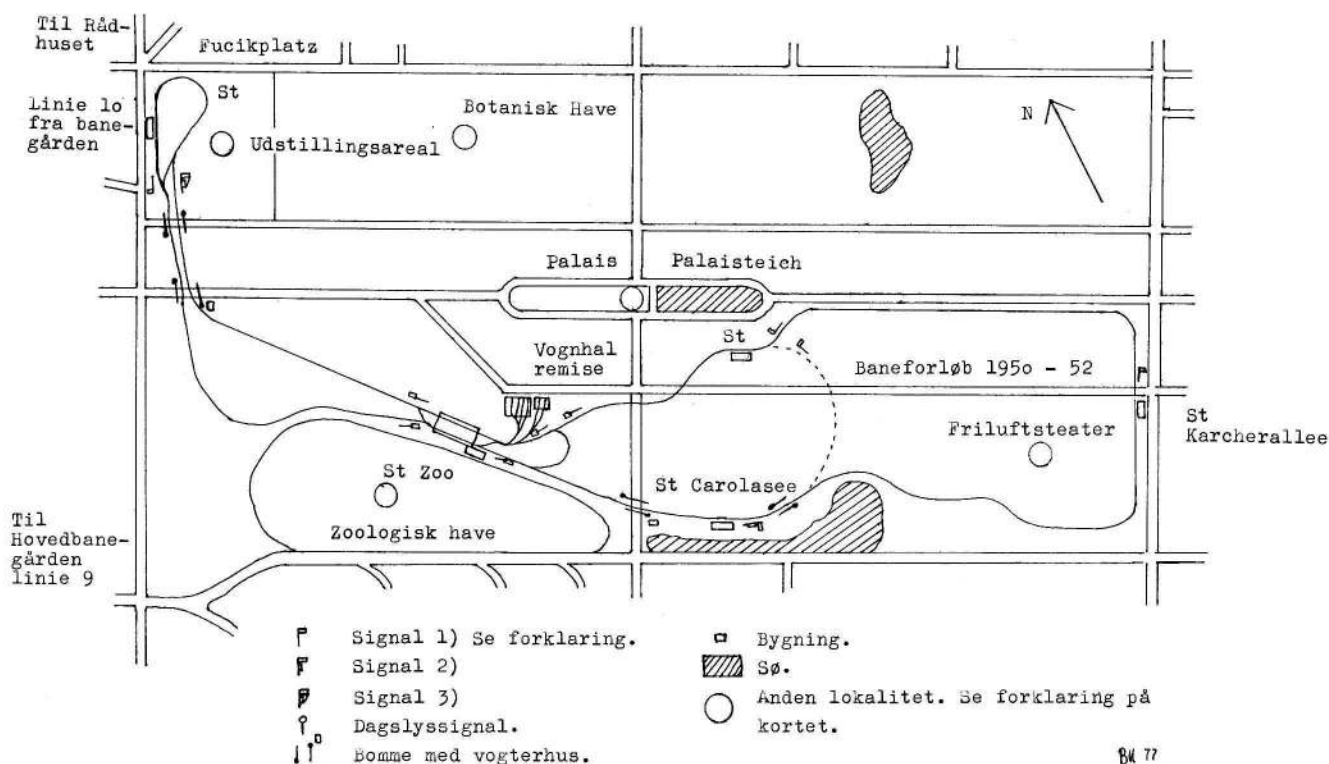 Til Råd-
huset
Fucikplatz
St
Linie lo
fra bane-
gården
Botanisk Have
Udstillingsareal
N
Palais
Palaisteich
St
Vognhal
remise
Baneforløb 195o - 52
St
Karcherallee
Friluftsteater
St Zoo
St Carolasee
Zoologisk have
Til
Hovedbane-
gården
linie 9
Signal 1) Se forklaring.
Signal 2)
Signal 3)
Dagslyssignal.
Bomme med vogterhus.
Bygning.
Sø.
Anden lokalitet. Se forklaring på
kortet.
BK 77